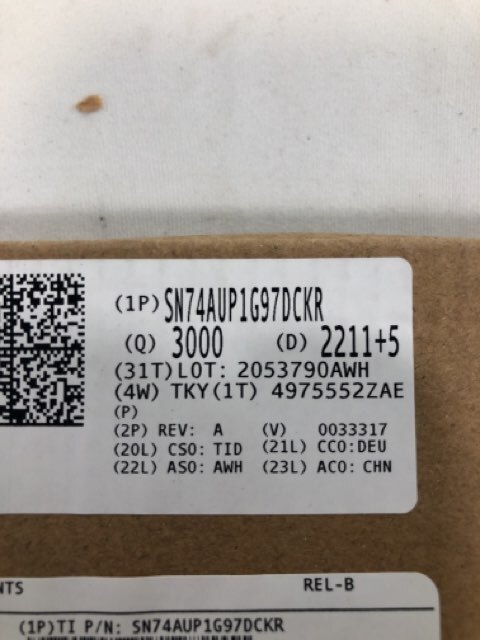 (1P) SN74AUP1G97DCKR
(Q) 3000 (D) 2211+5
(31T)LOT: 2053790AWH
(4W) TKY(1T) 4975552ZAE
(P)
(2P) REV: A (V) 0033317
(20L) CSO: TID (21L) CCO:DEU
(22L) ASO: AWH (23L) ACO: CHN
NTS REL-B
(1P)TI P/N: SN74AUP1G97DCKR